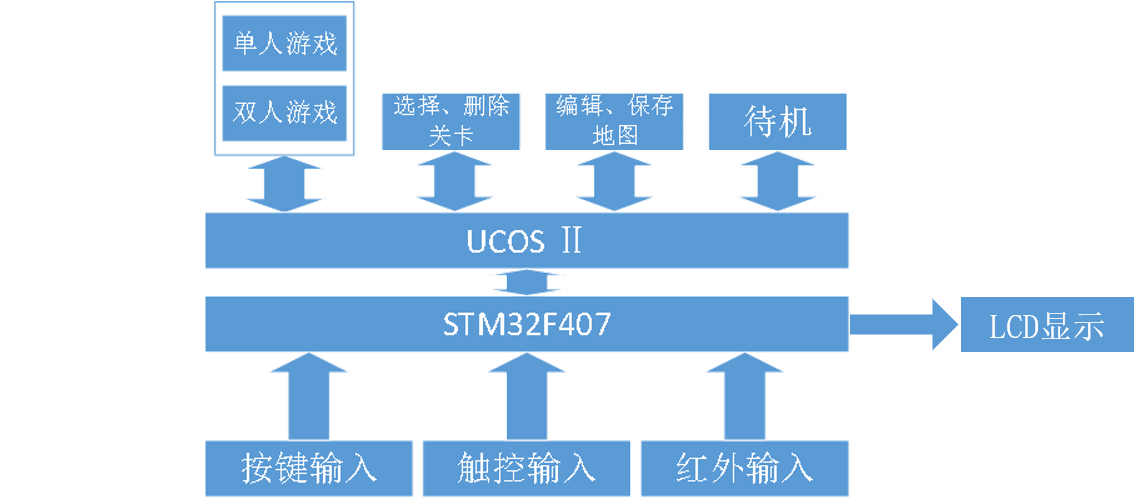 单人游戏
双人游戏
选择、删除
关卡
编辑、保存
地图
待机
UCOS Ⅱ
STM32F407
LCD显示
按键输入
触控输入
红外输入